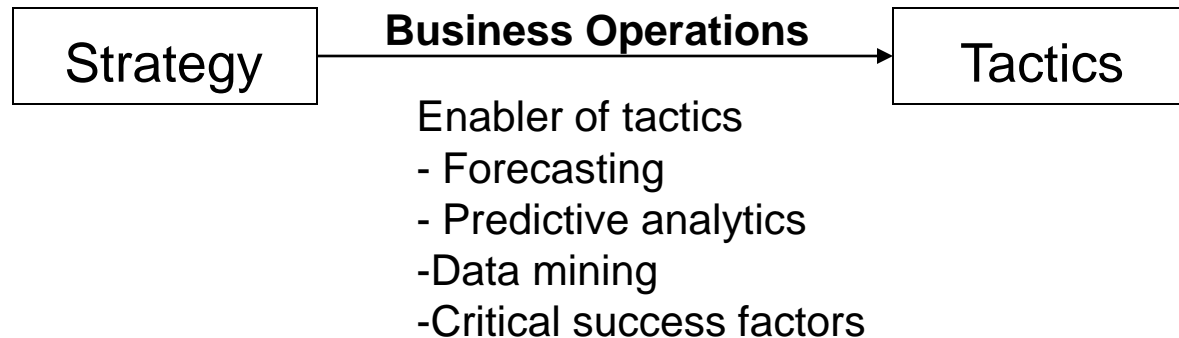 Business Operations
Strategy
Tactics
Enabler of tactics
- Forecasting
- Predictive analytics
-Data mining
-Critical success factors